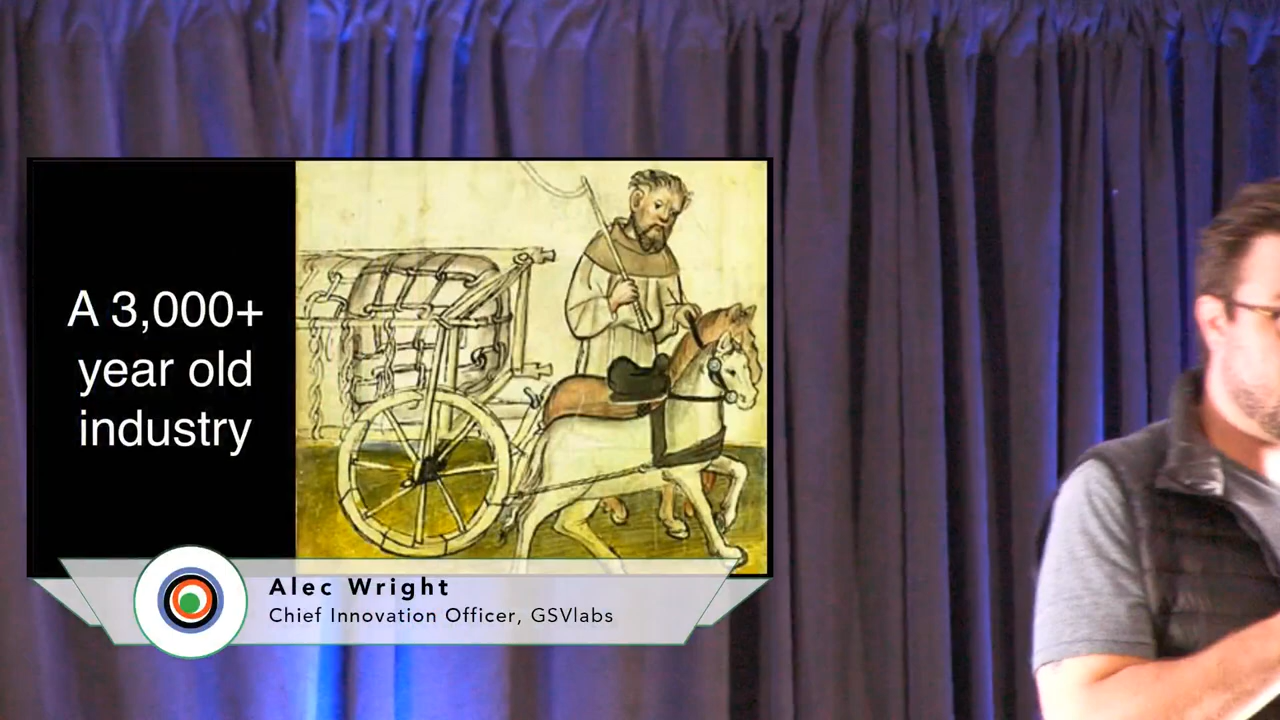 A 3,000+
year old
industry
Alec Wright
Chief Innovation Officer, GSVlabs